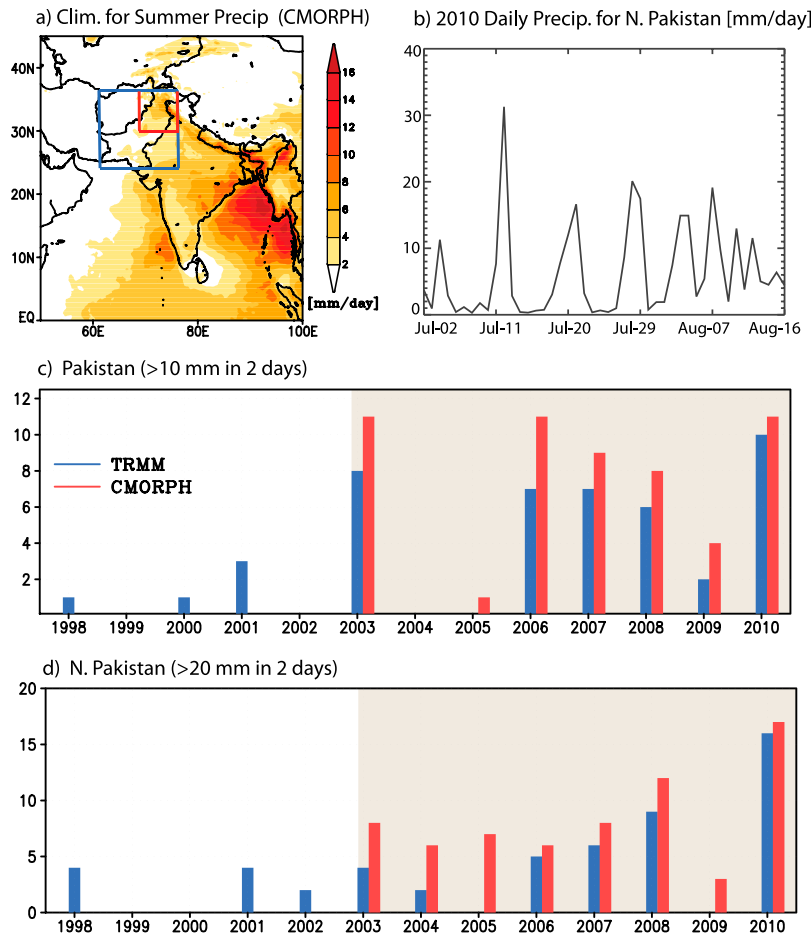 a) Clim. for Summer Precip (CMORPH)
45N
40N
30N
20N
10N
EQ
60E 80E 100E
16
14
12
10
8
6
4
2
[mm/day]
b) 2010 Daily Precip. for N. Pakistan [mm/day]
40
30
20
10
0
Jul-02 Jul-11 Jul-20 Jul-29 Aug-07 Aug-16
c) Pakistan (>10 mm in 2 days)
12
10
8
6
4
2
TRMM
CMORPH
1998 1999 2000 2001 2002 2003 2004 2005 2006 2007 2008 2009 2010
d) N. Pakistan (>20 mm in 2 days)
20
15
10
5
0
1998 1999 2000 2001 2002 2003 2004 2005 2006 2007 2008 2009 2010